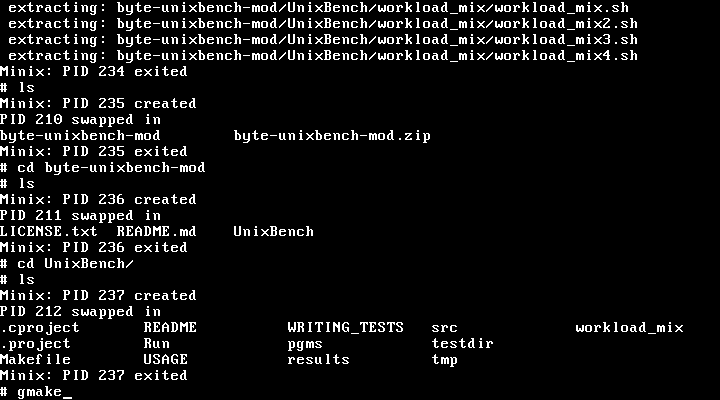 extracting: byte-unixbench-mod/UnixBench/workload_mix/workload_mix.sh
extracting: byte-unixbench-mod/UnixBench/workload_mix/workload_mix2.sh
extracting: byte-unixbench-mod/UnixBench/workload_mix/workload_mix3.sh
extracting: byte-unixbench-mod/UnixBench/workload_mix/workload_mix4.sh
Minix: PID 234 exited
# ls
Minix: PID 235 created
PID 210 swapped in
byte-unixbench-mod        byte-unixbench-mod.zip
Minix: PID 235 exited
# cd byte-unixbench-mod
# ls
Minix: PID 236 created
PID 211 swapped in
LICENSE.txt  README.md    UnixBench
Minix: PID 236 exited
# cd UnixBench/
# ls
Minix: PID 237 created
PID 212 swapped in
.cproject       README          WRITING_TESTS   src             workload_mix
.project        Run             pgms            testdir
Makefile        USAGE           results         tmp
Minix: PID 237 exited
# gmake_